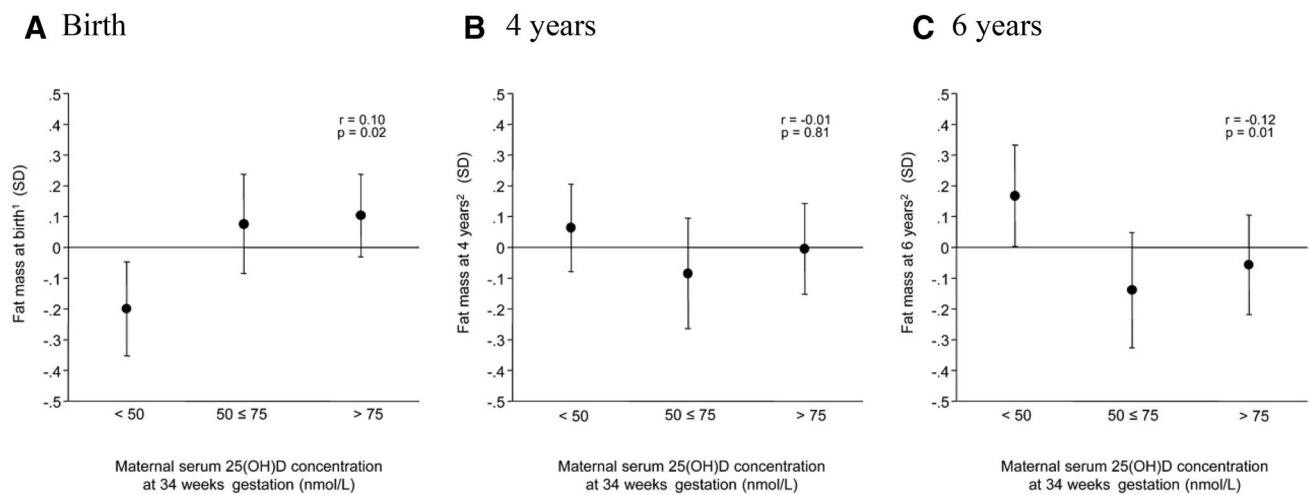 A Birth
.5
.4
.3
.2
.1
0
-.1
-.2
-.3
-.4
-.5
Fat mass at birth¹ (SD)
r = 0.10
p = 0.02
< 50 50 ≤ 75 > 75
Maternal serum 25(OH)D concentration
at 34 weeks gestation (nmol/L)
B 4 years
.5
.4
.3
.2
.1
0
-.1
-.2
-.3
-.4
-.5
Fat mass at 4 years² (SD)
r = -0.01
p = 0.81
< 50 50 ≤ 75 > 75
Maternal serum 25(OH)D concentration
at 34 weeks gestation (nmol/L)
C 6 years
.5
.4
.3
.2
.1
0
-.1
-.2
-.3
-.4
-.5
Fat mass at 6 years² (SD)
r = -0.12
p = 0.01
< 50 50 ≤ 75 > 75
Maternal serum 25(OH)D concentration
at 34 weeks gestation (nmol/L)